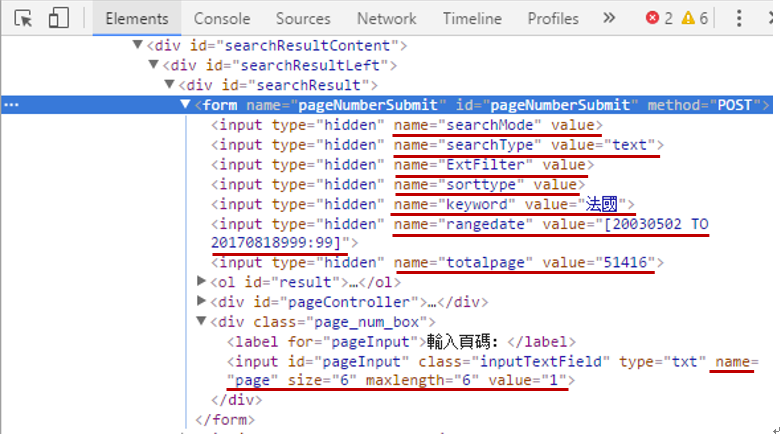 Elements Console Sources Network Timeline Profiles » 2 6
<div id="searchResultContent">
<div id="searchResultLeft">
<div id="searchResult">
<form name="pageNumberSubmit" id="pageNumberSubmit" method="POST">
<input type="hidden" name="searchMode" value>
<input type="hidden" name="searchType" value="text">
<input type="hidden" name="ExtFilter" value>
<input type="hidden" name="sorttype" value>
<input type="hidden" name="keyword" value="法國">
<input type="hidden" name="rangedate" value="[20030502 TO
20170818999:99]">
<input type="hidden" name="totalpage" value="51416">
<ol id="result">…</ol>
<div id="pageController">…</div>
<div class="page_num_box">
<label for="pageInput">輸入頁碼: </label>
<input id="pageInput" class="inputTextField" type="txt" name=
"page" size="6" maxlength="6" value="1">
</div>
</form>